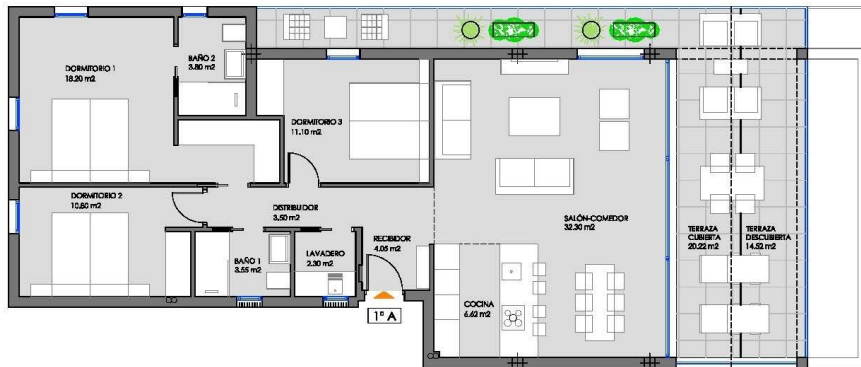 DORMITORIO 1
18.20 m2
BAÑO 2
3.80 m2
DORMITORIO 3
11.10 m2
DORMITORIO 2
10.80 m2
DISTRIBUIDOR
3.50 m2
SALÓN-COMEDOR
32.30 m2
TERRAZA
CUBIERTA
20.22 m2
TERRAZA
DESCUBIERTA
14.52 m2
BAÑO 1
3.55 m2
LAVADERO
2.30 m2
RECIBIDOR
4.05 m2
COCINA
6.62 m2
1º A